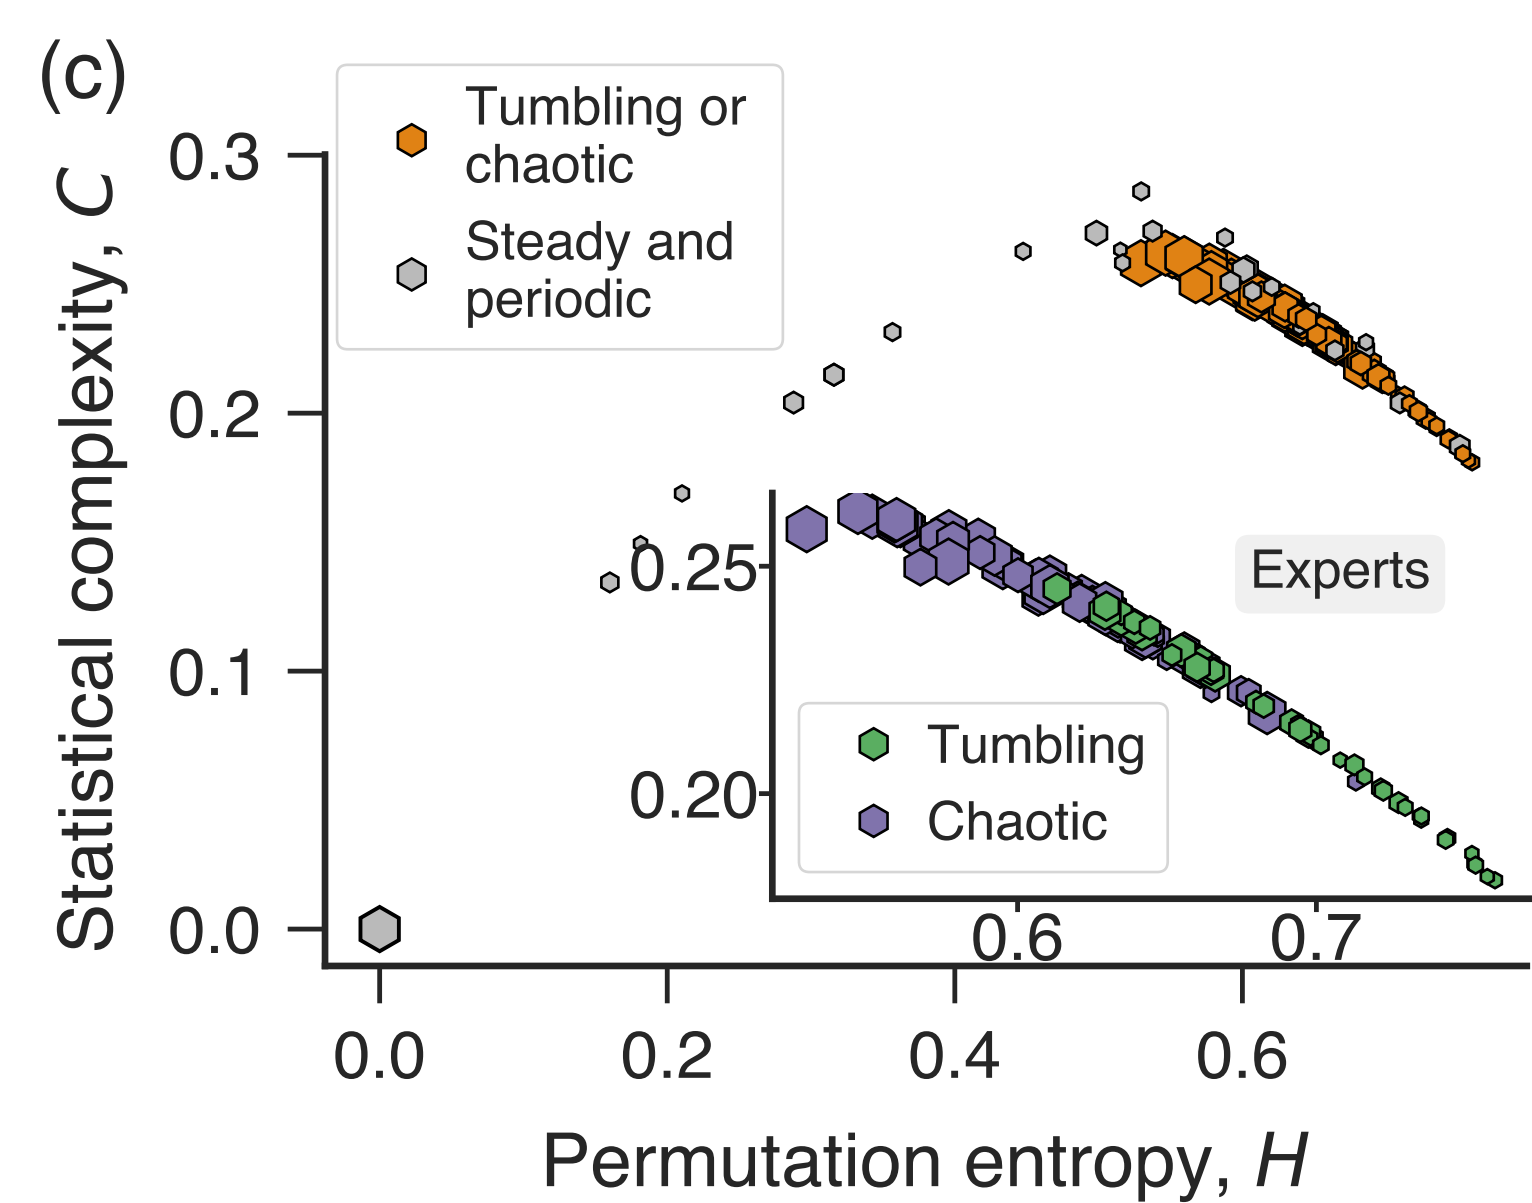 (c)
Statistical complexity, C
0.3
0.2
0.1
0.0
Tumbling or
chaotic
Steady and
periodic
0.25
0.20
Experts
Tumbling
Chaotic
0.6
0.7
0.0
0.2
0.4
0.6
Permutation entropy, H